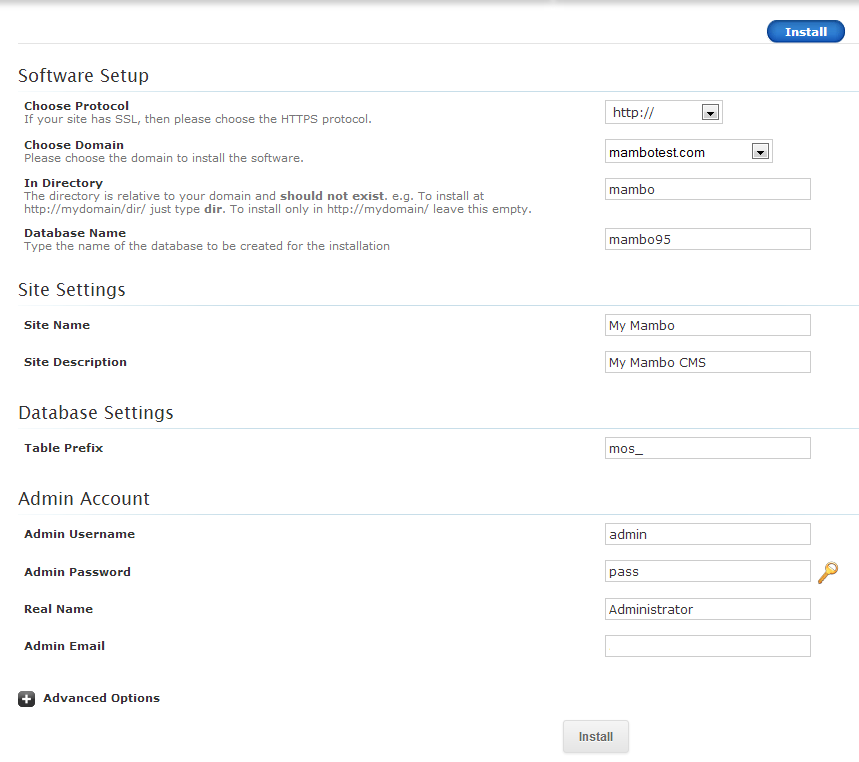 Install
Software Setup
Choose Protocol
If your site has SSL, then please choose the HTTPS protocol.
http://
Choose Domain
Please choose the domain to install the software.
mambotest.com
In Directory
The directory is relative to your domain and should not exist. e.g. To install at
http://mydomain/dir/ just type dir. To install only in http://mydomain/ leave this empty.
mambo
Database Name
Type the name of the database to be created for the installation
mambo95
Site Settings
Site Name
My Mambo
Site Description
My Mambo CMS
Database Settings
Table Prefix
mos_
Admin Account
Admin Username
admin
Admin Password
pass
Real Name
Administrator
Admin Email
Advanced Options
Install